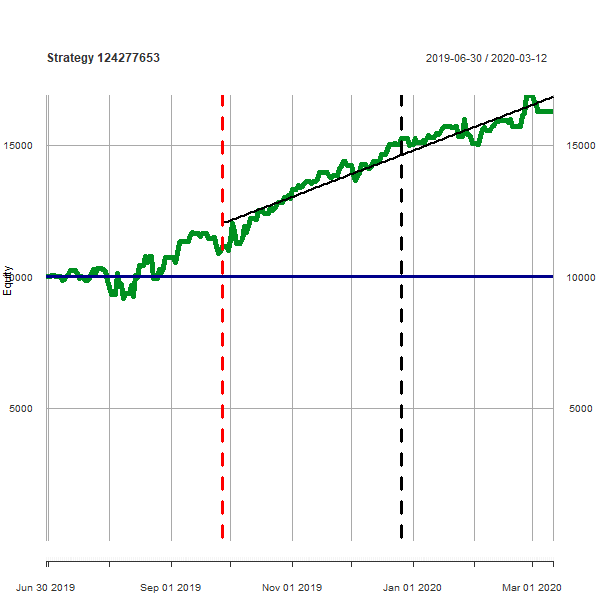 Strategy 124277653
2019-06-30 / 2020-03-12
15000
15000
10000
10000
Equity
5000
5000
Jun 30 2019
Sep 01 2019
Nov 01 2019
Jan 01 2020
Mar 01 2020